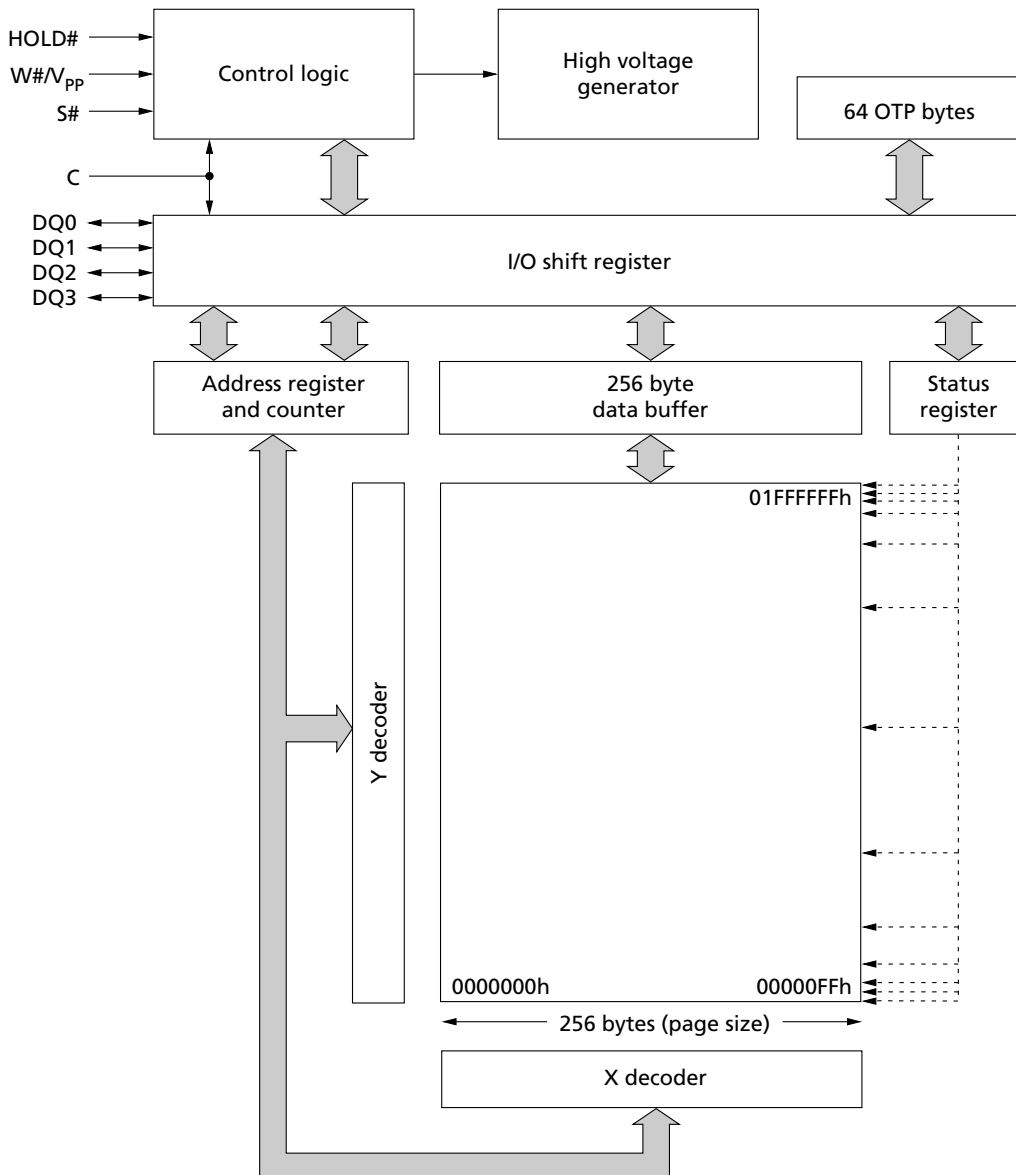 HOLD#
W#/VPP
S#
Control logic
High voltage
generator
64 OTP bytes
C
DQ0
DQ1
DQ2
DQ3
I/O shift register
Address register
and counter
256 byte
data buffer
Status
register
01FFFFFFh
Y decoder
0000000h
00000FFh
256 bytes (page size)
X decoder